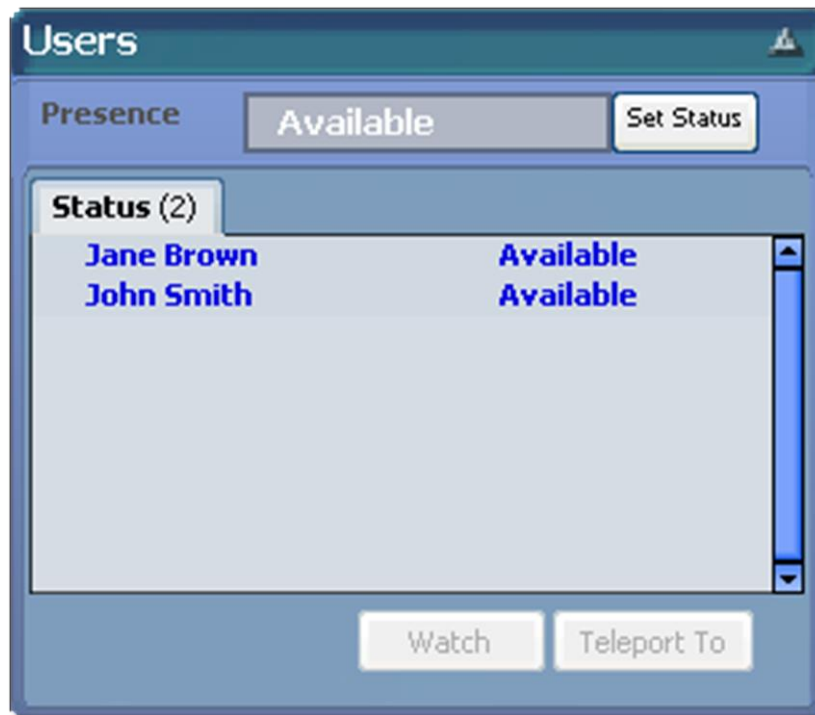 Users
Presence Available Set Status
Status (2)
Jane Brown Available
John Smith Available
Watch Teleport To